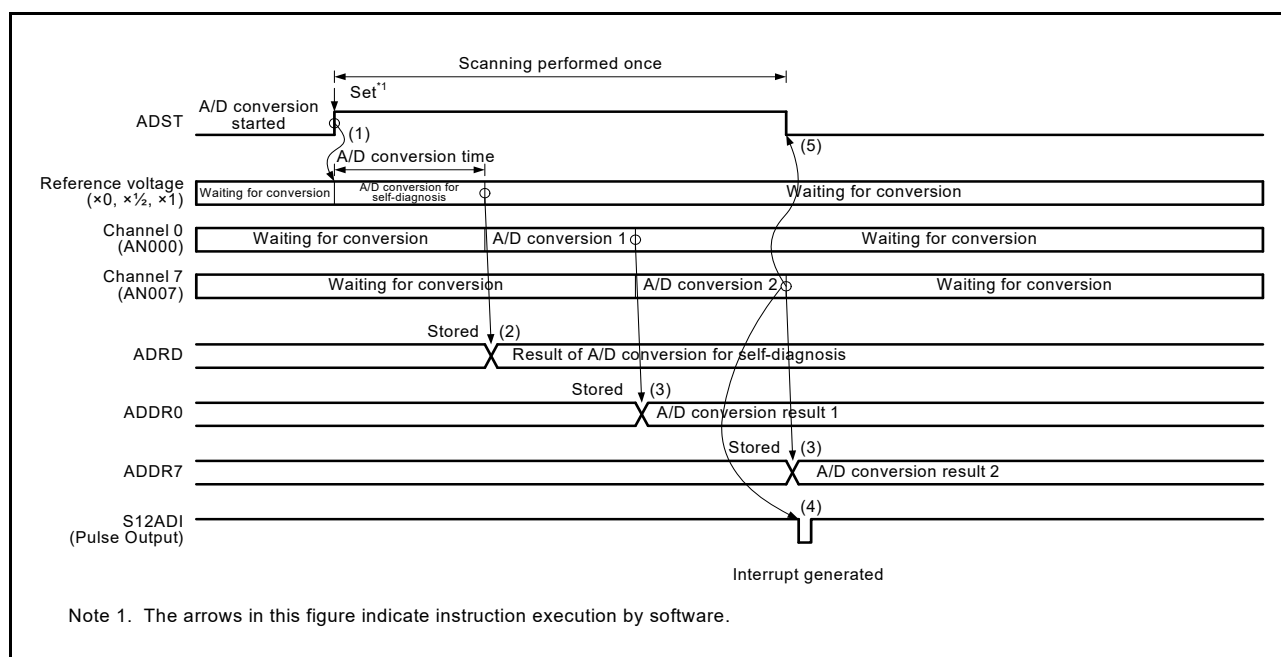 Scanning performed once
Set*1
A/D conversion
started
ADST
(1)
(5)
A/D conversion time
Reference voltage
(×0, ×½, ×1)
Waiting for conversion
A/D conversion for
self-diagnosis
Waiting for conversion
Channel 0
(AN000)
Waiting for conversion
A/D conversion 1
Waiting for conversion
Channel 7
(AN007)
Waiting for conversion
A/D conversion 2
Waiting for conversion
Stored (2)
ADRD
Result of A/D conversion for self-diagnosis
Stored (3)
ADDR0
A/D conversion result 1
Stored (3)
ADDR7
A/D conversion result 2
(4)
S12ADI
(Pulse Output)
Interrupt generated
Note 1. The arrows in this figure indicate instruction execution by software.